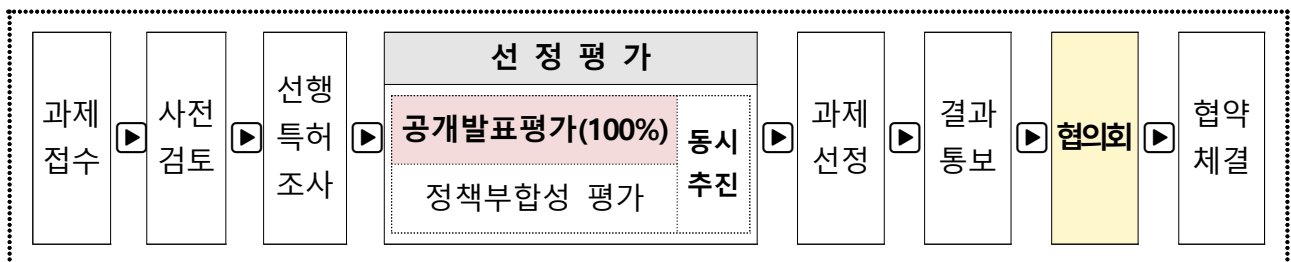 과제
접수
사전
검토
선행
특허
조사
선 정 평 가
공개발표평가(100%)
정책부합성 평가
동시
추진
과제
선정
결과
통보
협의회
협약
체결